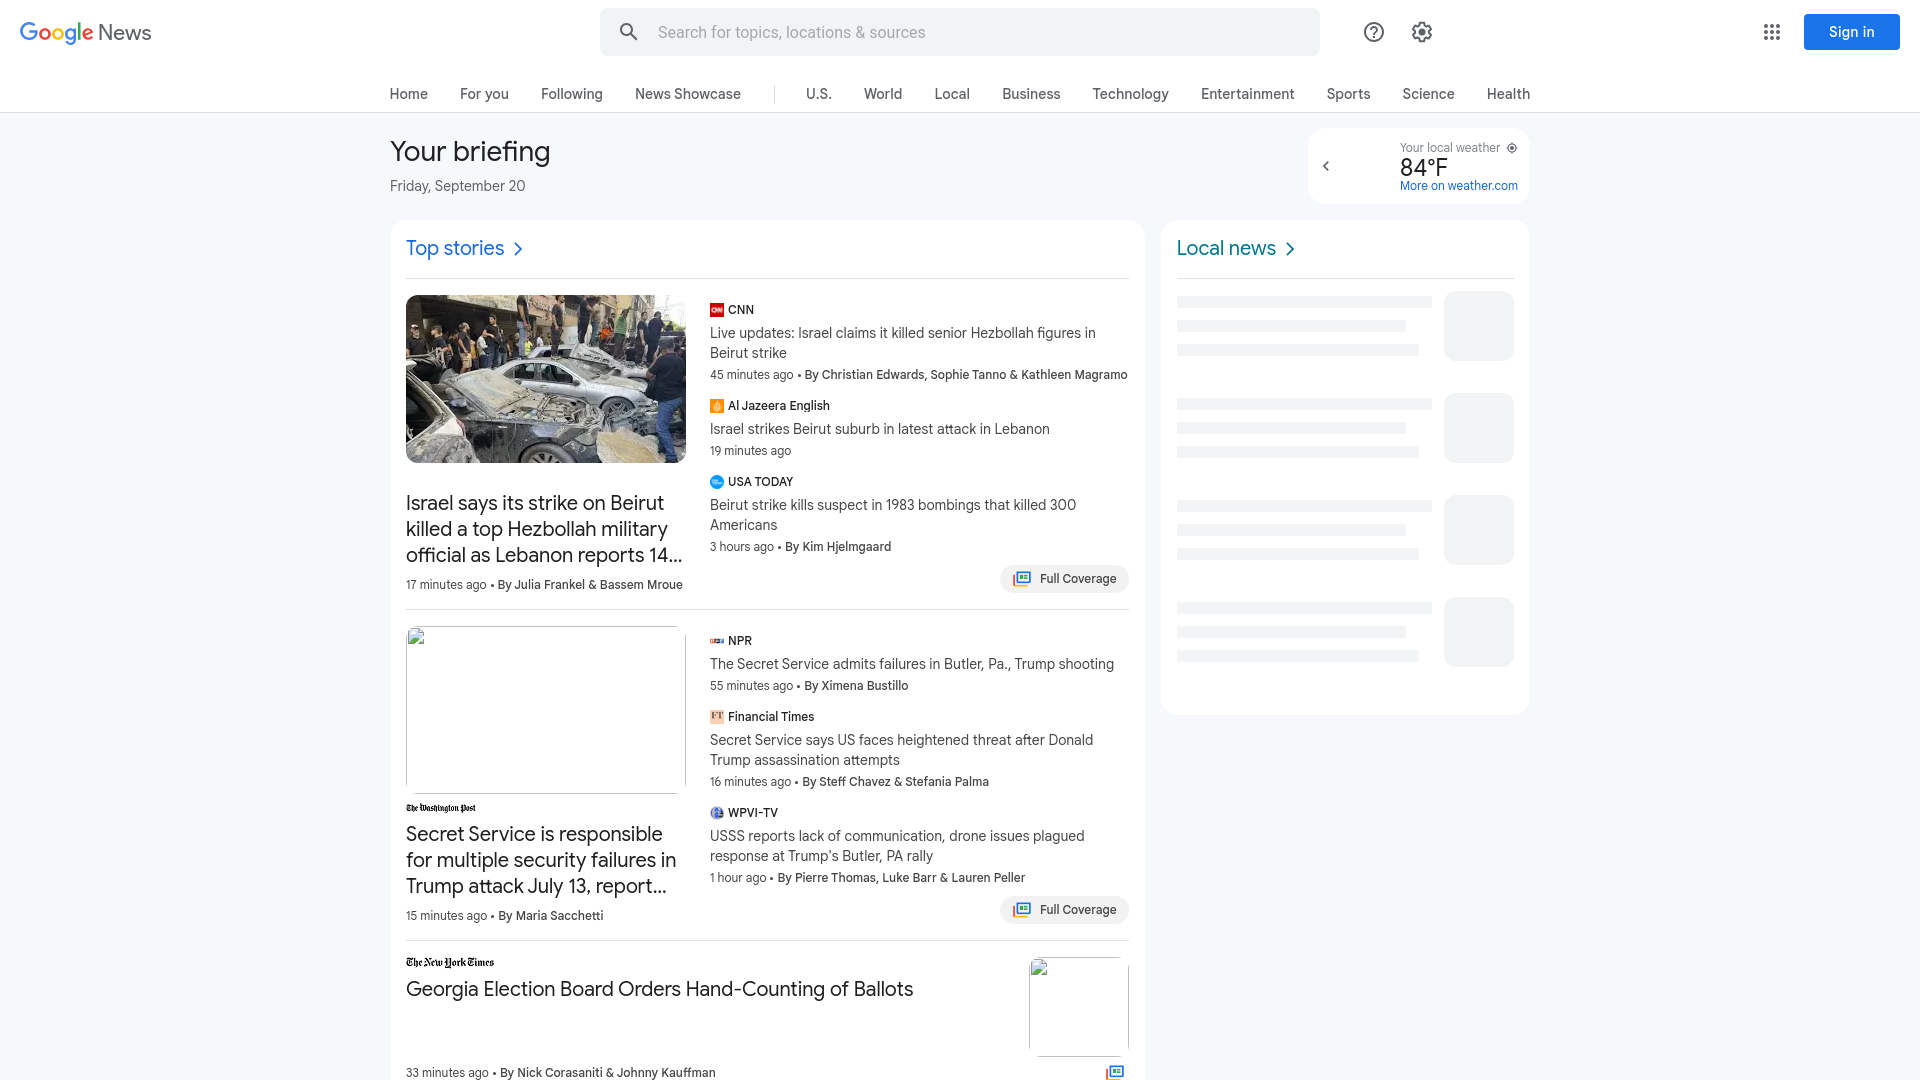 Google News
Search for topics, locations & sources
Sign in
Home
For you
Following
News Showcase
U.S.
World
Local
Business
Technology
Entertainment
Sports
Science
Health
Your briefing
Friday, September 20
Your local weather
84°F
More on weather.com
Top stories
Israel says its strike on Beirut
killed a top Hezbollah military
official as Lebanon reports 14...
17 minutes ago • By Julia Frankel & Bassem Mroue
CNN
Live updates: Israel claims it killed senior Hezbollah figures in
Beirut strike
45 minutes ago • By Christian Edwards, Sophie Tanno & Kathleen Magramo
Al Jazeera English
Israel strikes Beirut suburb in latest attack in Lebanon
19 minutes ago
USA TODAY
Beirut strike kills suspect in 1983 bombings that killed 300
Americans
3 hours ago • By Kim Hjelmgaard
Full Coverage
The Washington Post
Secret Service is responsible
for multiple security failures in
Trump attack July 13, report...
15 minutes ago • By Maria Sacchetti
NPR
The Secret Service admits failures in Butler, Pa., Trump shooting
55 minutes ago • By Ximena Bustillo
Financial Times
Secret Service says US faces heightened threat after Donald
Trump assassination attempts
16 minutes ago • By Steff Chavez & Stefania Palma
WPVI-TV
USSS reports lack of communication, drone issues plagued
response at Trump's Butler, PA rally
1 hour ago • By Pierre Thomas, Luke Barr & Lauren Peller
Full Coverage
The New York Times
Georgia Election Board Orders Hand-Counting of Ballots
33 minutes ago • By Nick Corasaniti & Johnny Kauffman
Local news